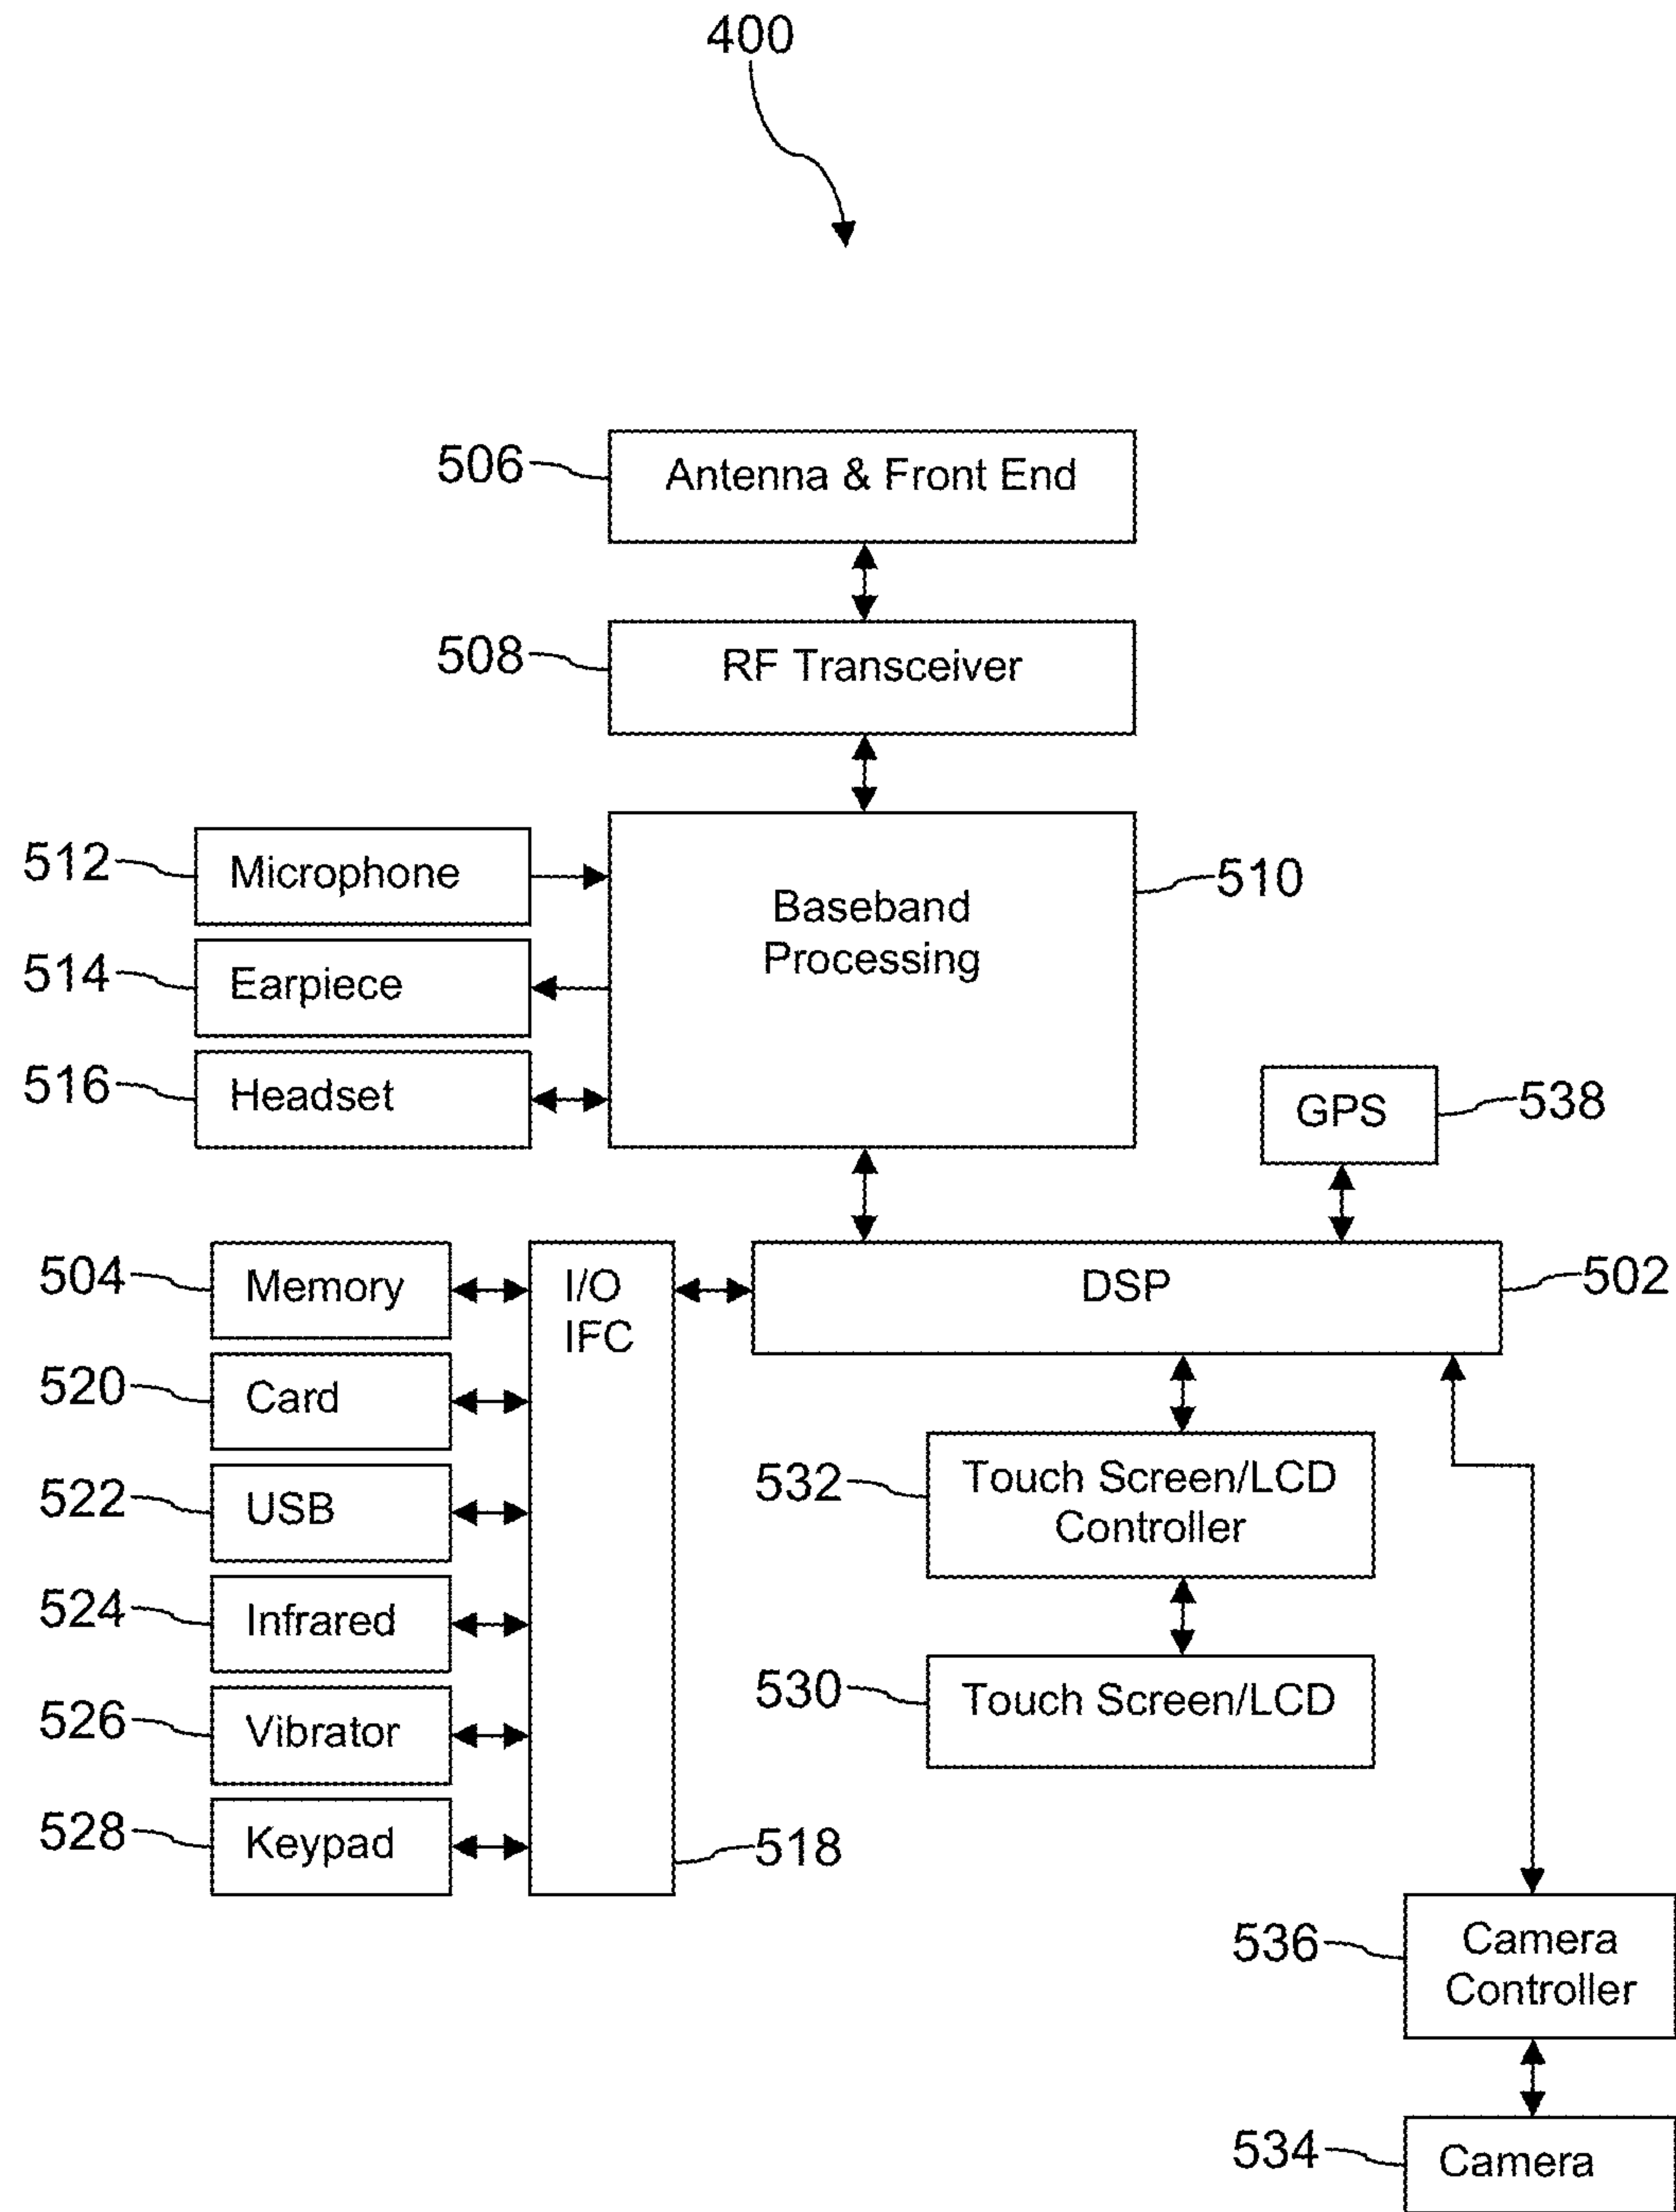 400
506
Antenna & Front End
508
RF Transceiver
512
Microphone
Baseband
Processing
510
514
Earpiece
516
Headset
GPS
538
504
Memory
I/O
IFC
DSP
502
520
Card
522
USB
532
Touch Screen/LCD
Controller
524
Infrared
526
Vibrator
530
Touch Screen/LCD
528
Keypad
518
536
Camera
Controller
534
Camera